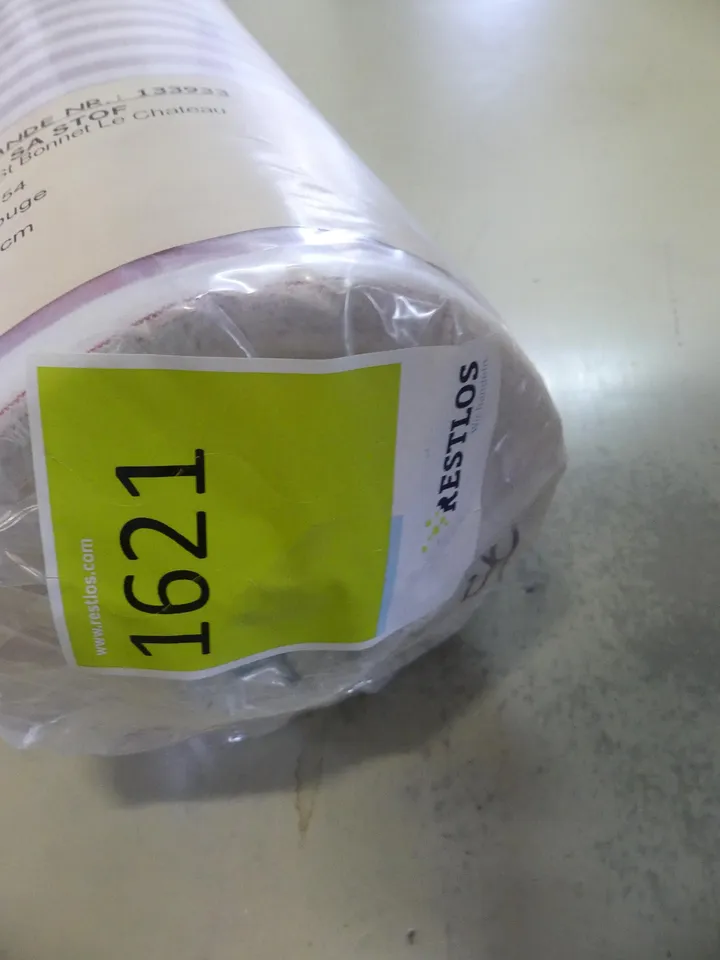 ANDE NR.: 133933
SA STOF
st Bonnet Le Chateau
54
ouge
cm
RESTLOS
1621
www.restlos.com